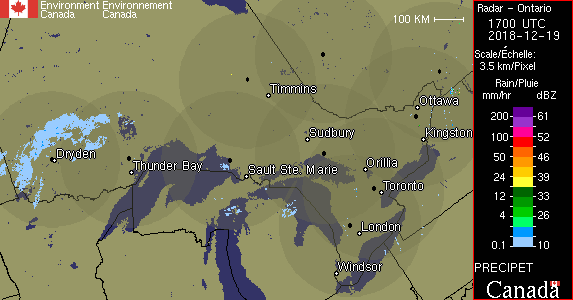 Environment Environnement
Canada Canada
100 KM
Timmins
Ottawa
Sudbury
Kingston
Dryden
Thunder Bay
Sault Ste. Marie
Orillia
Toronto
London
Windsor
Radar - Ontario
1700 UTC
2018-12-19
Scale/Échelle:
3.5 km/Pixel
Rain/Pluie
mm/hr dBZ
200 61
100 52
50 46
24 39
12 33
4 26
0.1 10
PRECIPET
Canada